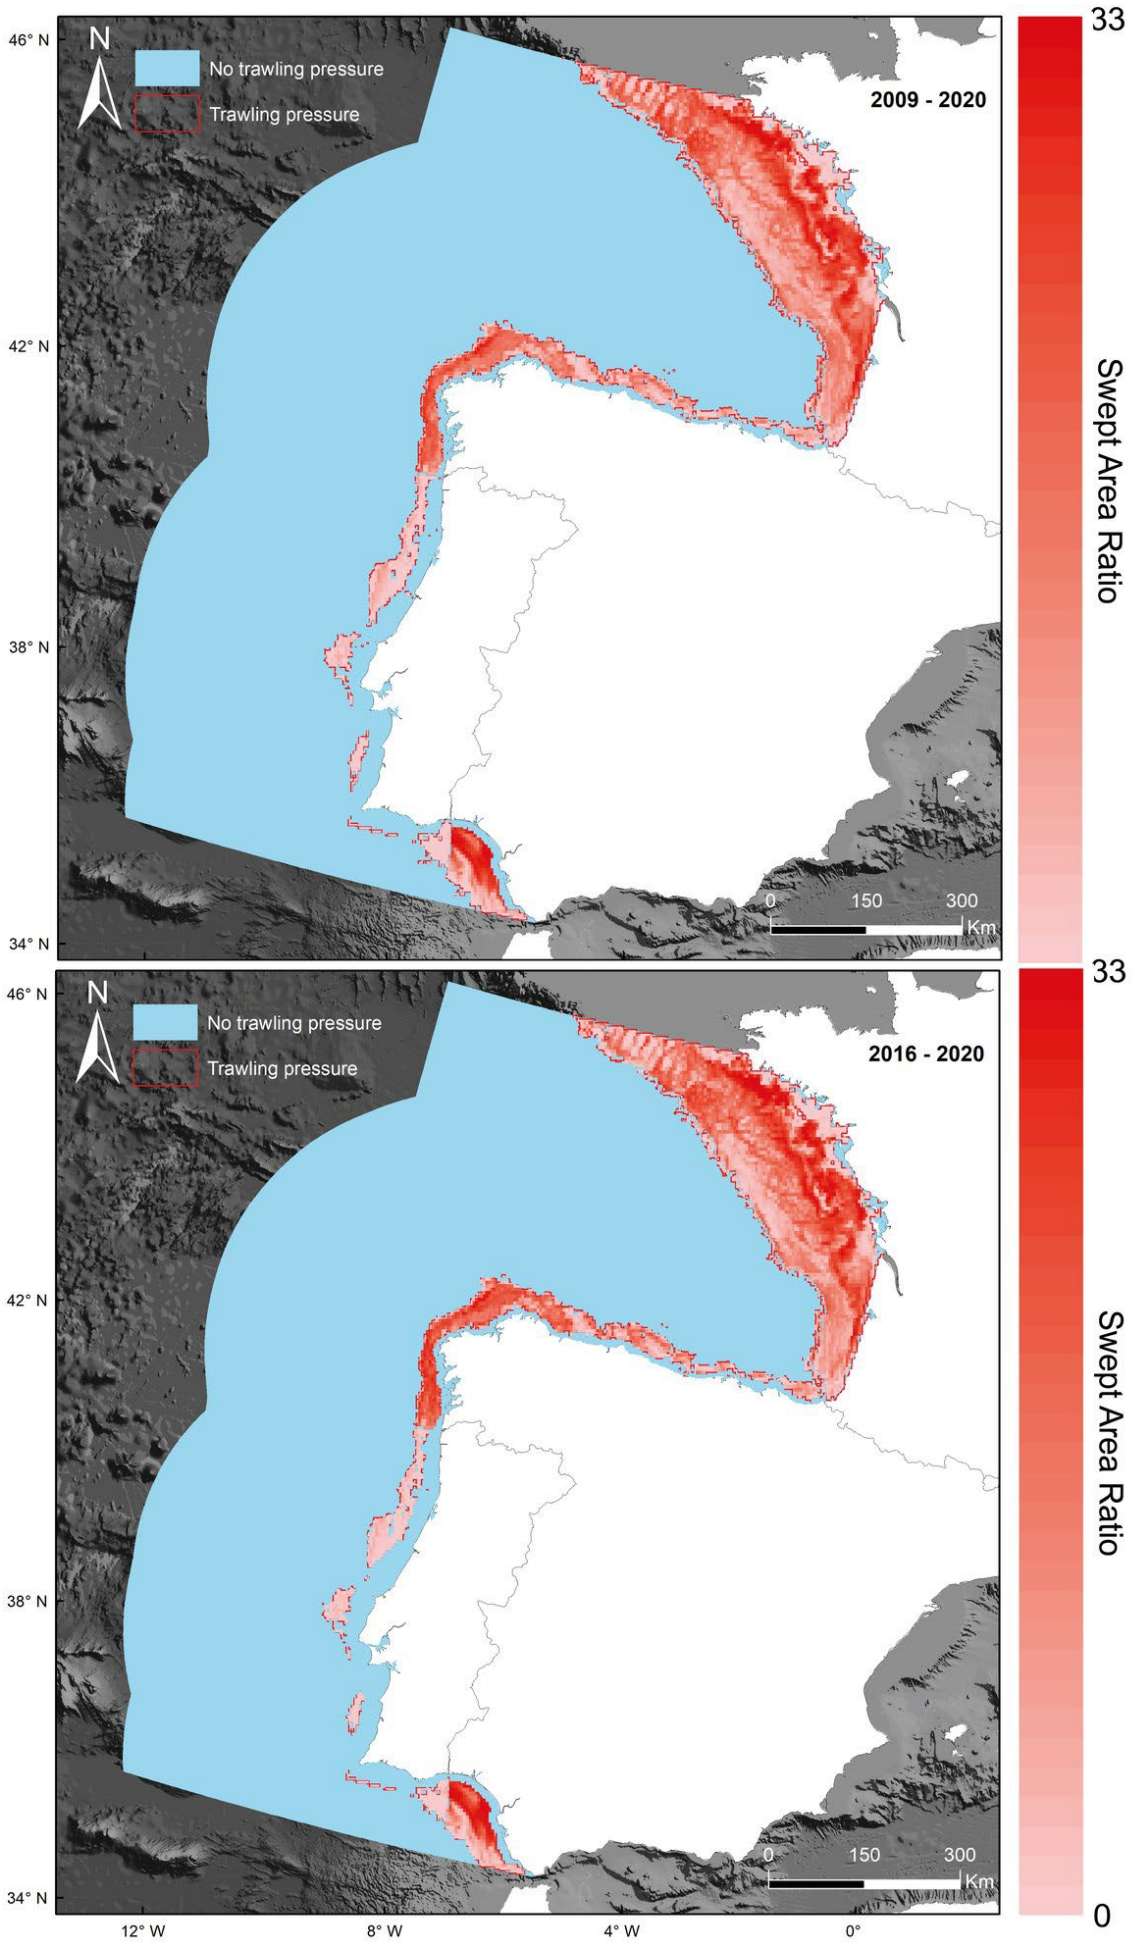 33
46° N
N
No trawling pressure
Trawling pressure
2009 - 2020
42° N
Swept Area Ratio
38° N
0 150 300
Km
34° N
33
46° N
N
No trawling pressure
Trawling pressure
2016 - 2020
42° N
Swept Area Ratio
38° N
0 150 300
Km
34° N
0
12° W 8° W 4° W 0°